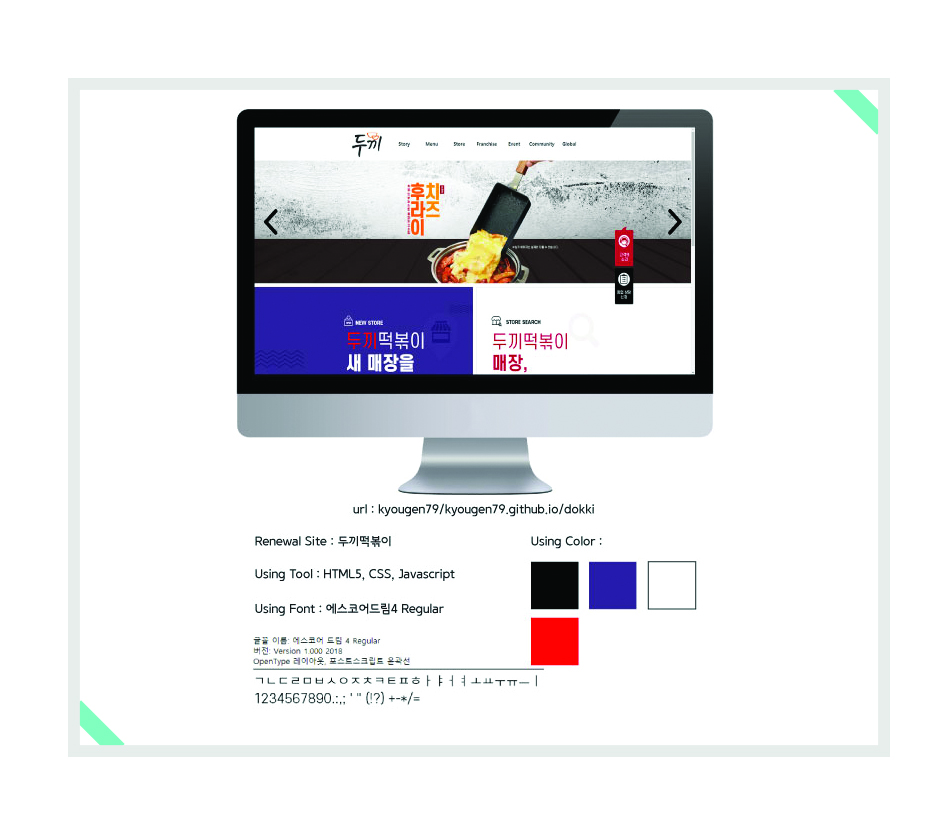 두끼
Story Menu Store Franchise Event Community Global
치즈
후라이
NEW STORE
두끼떡볶이
새 매장을
STORE SEARCH
두끼떡볶이
매장,
url : kyougen79/kyougen79.github.io/dokki
Renewal Site : 두끼떡볶이
Using Tool : HTML5, CSS, Javascript
Using Font : 에스코어드림4 Regular
글꼴 이름: 에스코어 드림 4 Regular
버전: Version 1.000 2018
OpenType 레이아웃, 포스트스크립트 윤곽선
ㄱㄴㄷㄹㅁㅂㅅㅇㅈㅊㅋㅌㅍㅎㅏㅑㅓㅕㅗㅛㅜㅠㅡㅣ
1234567890.:,; ' " (!?) +-*/=
Using Color :